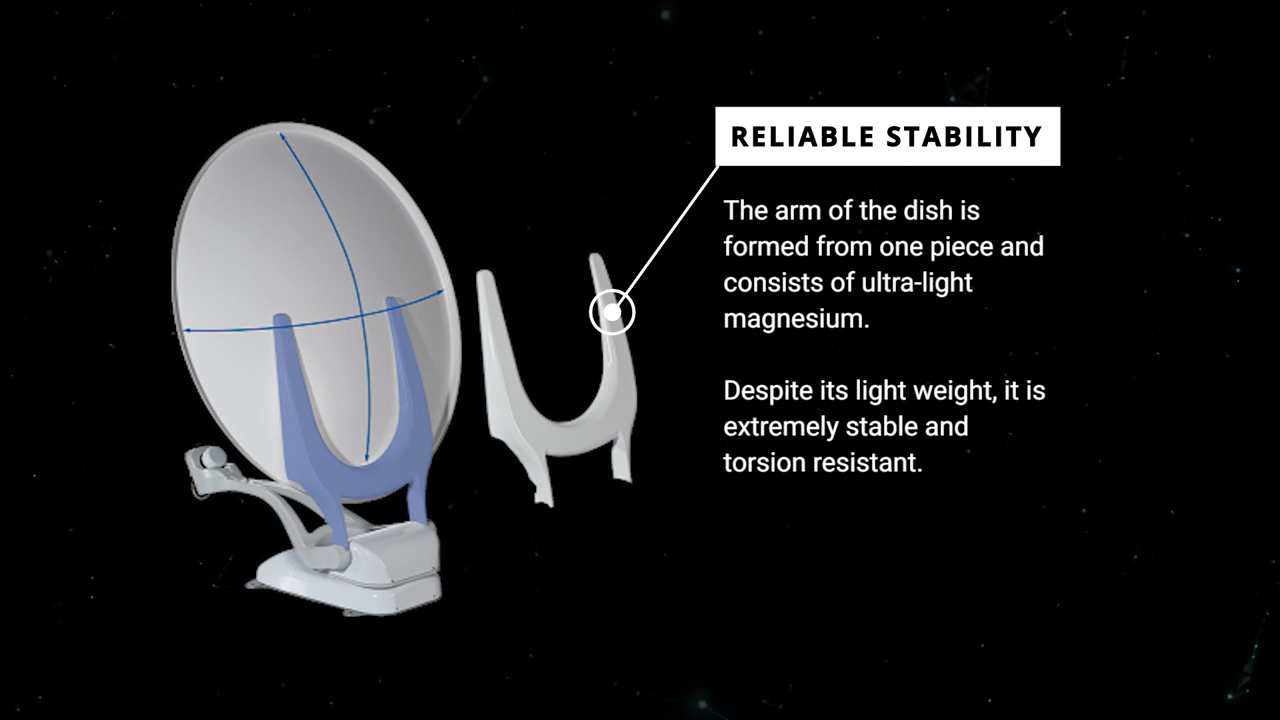 RELIABLE STABILITY
The arm of the dish is
formed from one piece and
consists of ultra-light
magnesium.
Despite its light weight, it is
extremely stable and
torsion resistant.